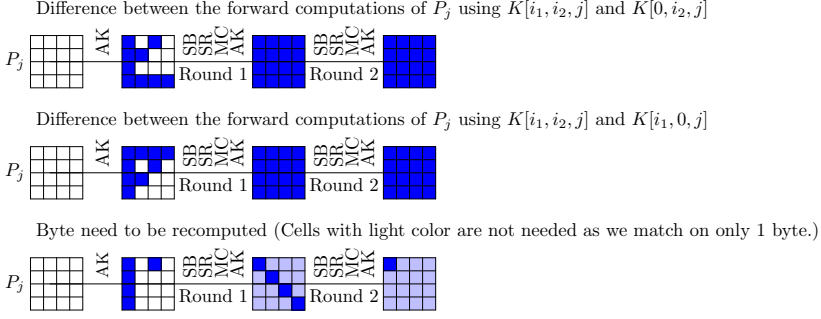 Difference between the forward computations of $P_j$ using $K[i_1, i_2, j]$ and $K[0, i_2, j]$
$P_j$ AK SB SR MC AK SB SR MC
Round 1 Round 2
Difference between the forward computations of $P_j$ using $K[i_1, i_2, j]$ and $K[i_1, 0, j]$
$P_j$ AK SB SR MC AK SB SR MC AK
Round 1 Round 2
Byte need to be recomputed (Cells with light color are not needed as we match on only 1 byte.)
$P_j$ AK SB SR MC AK SB SR MC AK
Round 1 Round 2